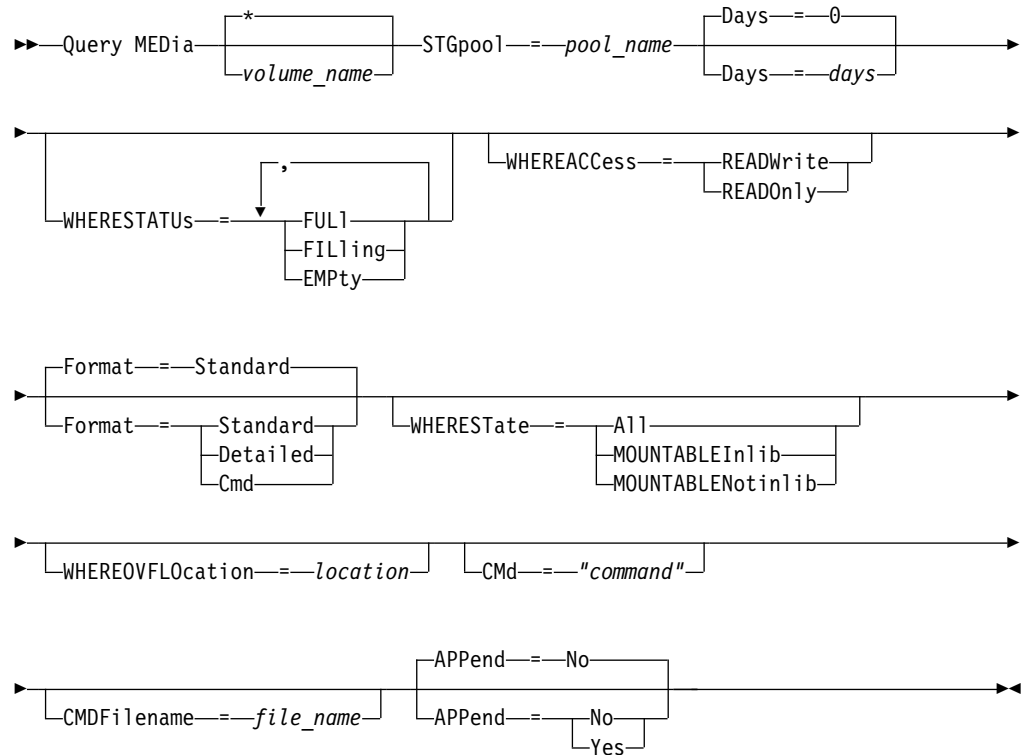 *
Query MEDia STGpool = pool_name Days = 0
volume_name Days = days
WHERESTATUs = , FULl WHEREACCess = READWrite
READOnly
FILling
EMPty
Format = Standard
Format = Standard WHERESTate = All
Detailed MOUNTABLEInlib
Cmd MOUNTABLENotinlib
WHEREOVFLOcation = location CMd = "command"
APPend = No
CMDFilename = file_name APPend = No
Yes